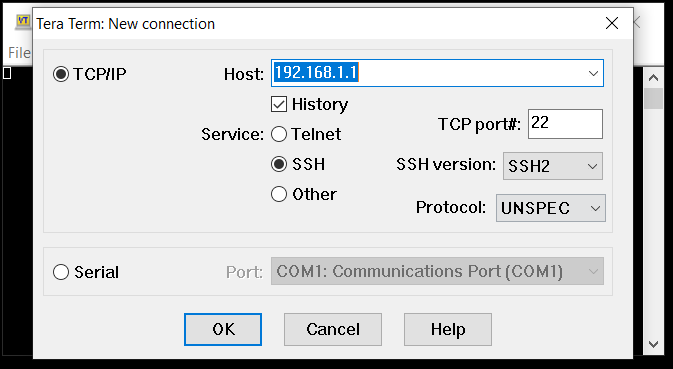 VT
Tera Term: New connection
File
TCP/IP
Host: 192.168.1.1
History
Service: Telnet
TCP port#: 22
SSH
SSH version: SSH2
Other
Protocol: UNSPEC
Serial
Port: COM1: Communications Port (COM1)
OK Cancel Help